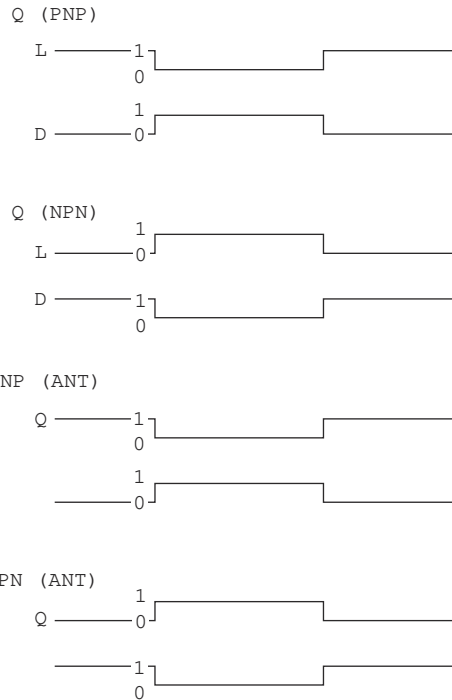 Q (PNP)
L 1
0
1
D 0
Q (NPN)
1
L 0
D 1
0
NP (ANT)
Q 1
0
1
0
PN (ANT)
1
Q 0
1
0